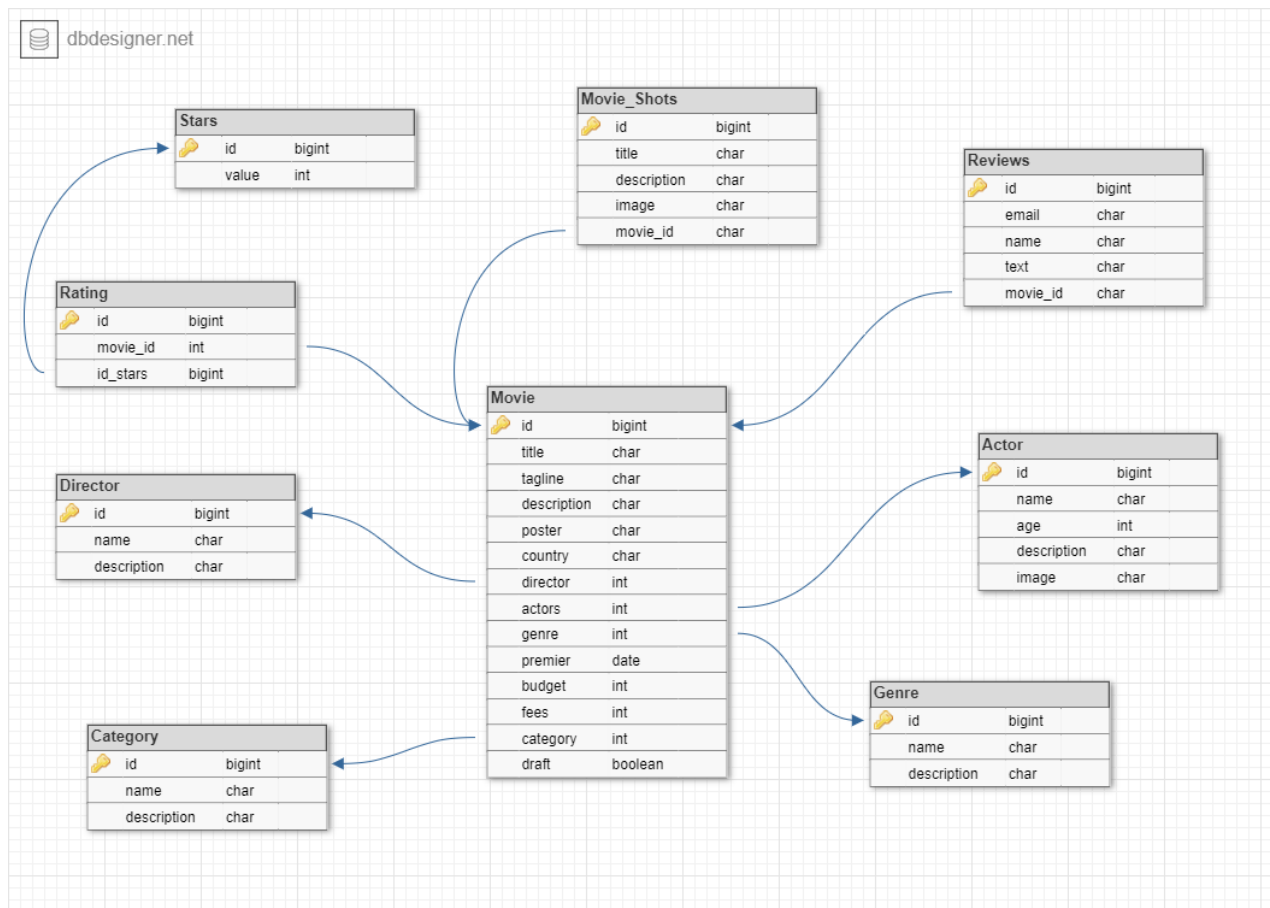 dbdesigner.net
Stars
id bigint
value int
Movie_Shots
id bigint
title char
description char
image char
movie_id char
Reviews
id bigint
email char
name char
text char
movie_id char
Rating
id bigint
movie_id int
id_stars bigint
Movie
id bigint
title char
tagline char
description char
poster char
country char
director int
actors int
genre int
premier date
budget int
fees int
category int
draft boolean
Actor
id bigint
name char
age int
description char
image char
Director
id bigint
name char
description char
Genre
id bigint
name char
description char
Category
id bigint
name char
description char